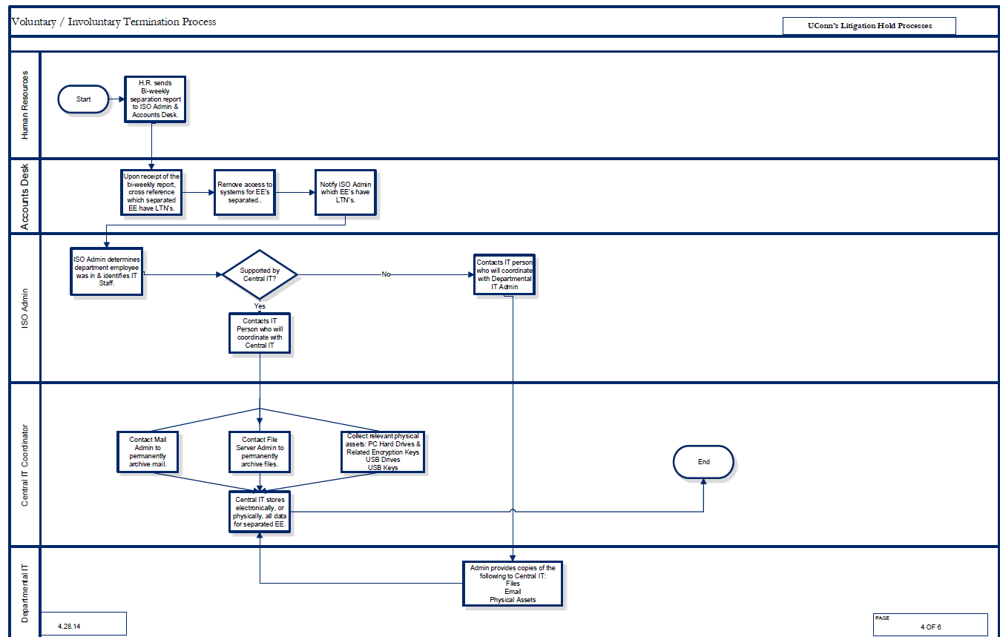 Voluntary / Involuntary Termination Process
UConn's Litigation Hold Processes
Human Resources
Start
H.R. sends
Bi-weekly
separation report
to ISO Admin &
Accounts Desk.
Accounts Desk
Upon receipt of the
bi-weekly report,
cross reference
which separated
EE have LTN's.
Remove access to
systems for EE's
separated..
Notify ISO Admin
which EE's have
LTN's.
ISO Admin
ISO Admin determines
department employee
was in & identifies IT
Staff.
Supported by
Central IT?
No
Contacts IT person
who will coordinate
with Departmental
IT Admin
Yes
Contacts IT
Person who will
coordinate with
Central IT
Central IT Coordinator
Contact Mail
Admin to
permanently
archive mail.
Contact File
Server Admin to
permanently
archive files.
Collect relevant physical
assets: PC Hard Drives &
Related Encryption Keys
USB Drives
USB Keys
End
Central IT stores
electronically, or
physically, all data
for separated EE.
Departmental IT
Admin provides copies of the
following to Central IT:
Files
Email
Physical Assets
4.28.14
PAGE
4 OF 6